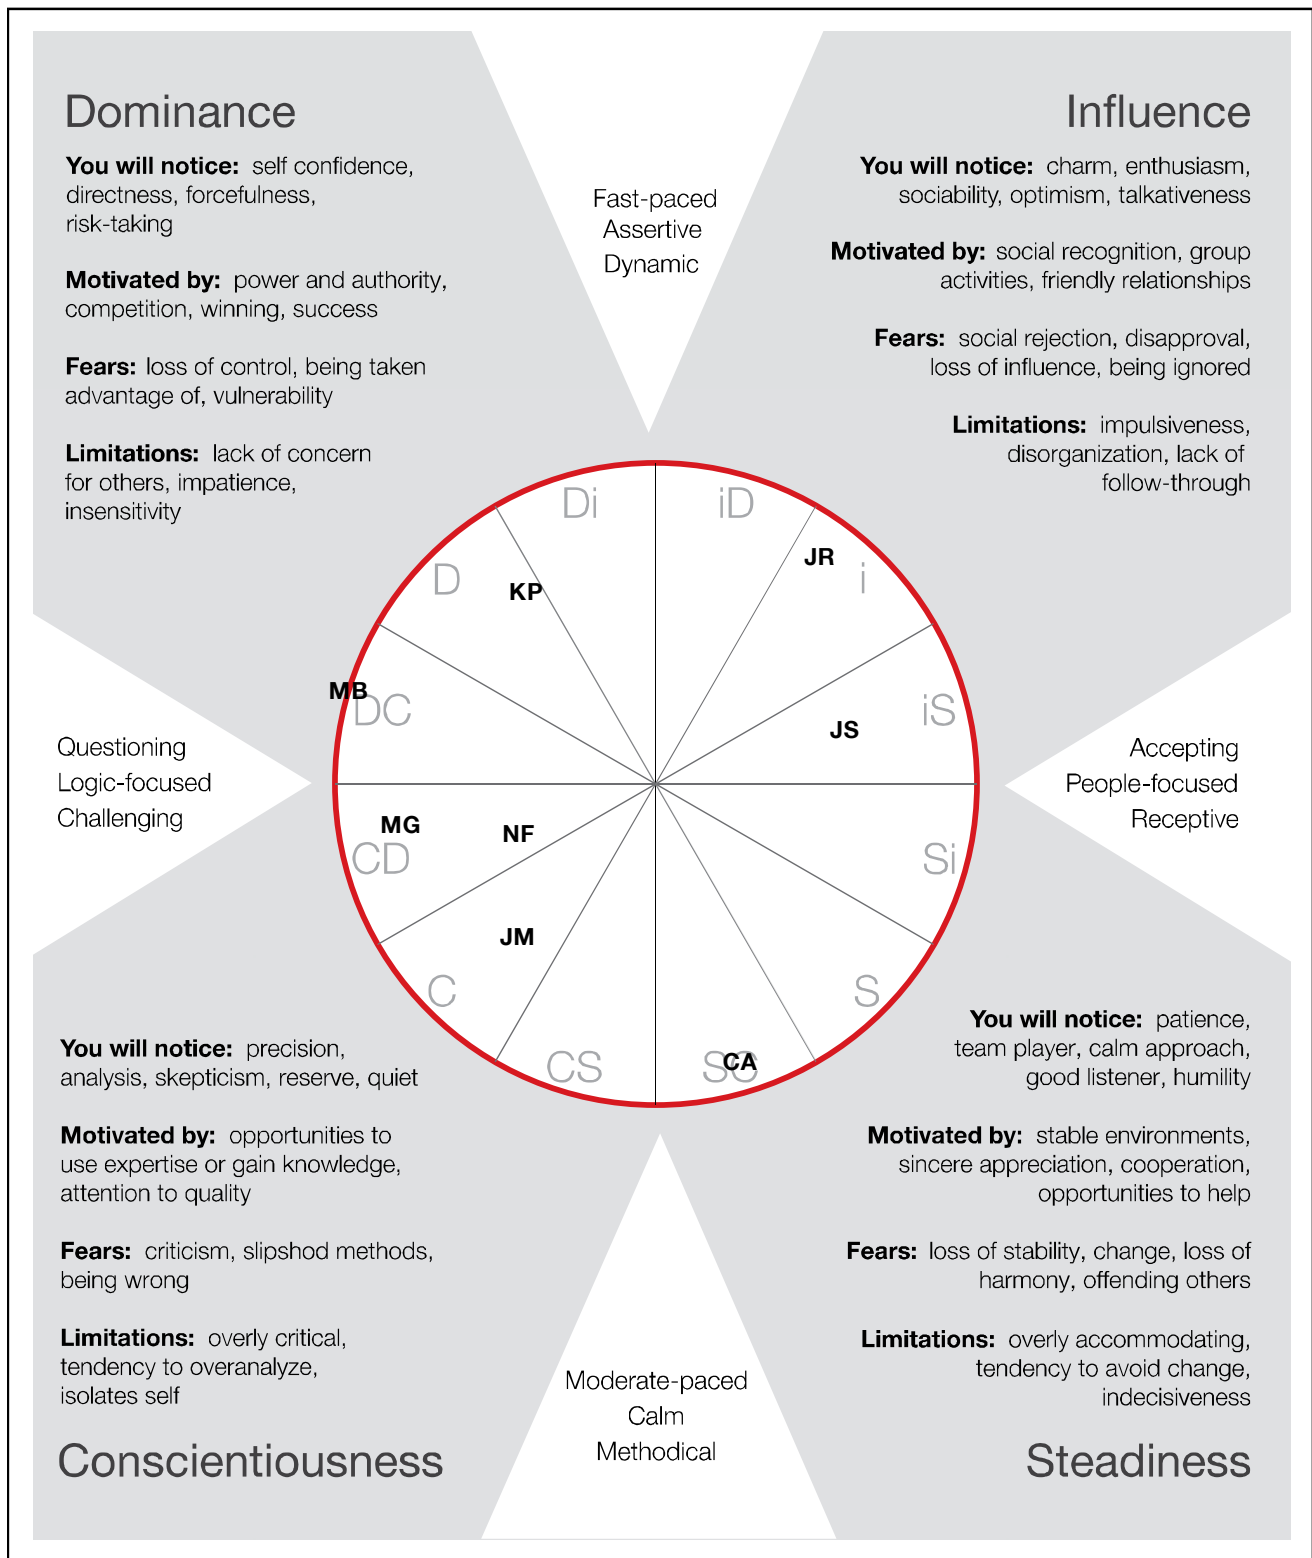 Dominance
You will notice: self confidence,
directness, forcefulness,
risk-taking
Motivated by: power and authority,
competition, winning, success
Fears: loss of control, being taken
advantage of, vulnerability
Limitations: lack of concern
for others, impatience,
insensitivity
Fast-paced
Assertive
Dynamic
Influence
You will notice: charm, enthusiasm,
sociability, optimism, talkativeness
Motivated by: social recognition, group
activities, friendly relationships
Fears: social rejection, disapproval,
loss of influence, being ignored
Limitations: impulsiveness,
disorganization, lack of
follow-through
Di
iD
D
KP
JR
i
MB
DC
JS
iS
Questioning
Logic-focused
Challenging
Accepting
People-focused
Receptive
MG
CD
NF
Si
JM
C
S
CS
SC
CA
You will notice: precision,
analysis, skepticism, reserve, quiet
Motivated by: opportunities to
use expertise or gain knowledge,
attention to quality
Fears: criticism, slipshod methods,
being wrong
Limitations: overly critical,
tendency to overanalyze,
isolates self
Conscientiousness
Moderate-paced
Calm
Methodical
You will notice: patience,
team player, calm approach,
good listener, humility
Motivated by: stable environments,
sincere appreciation, cooperation,
opportunities to help
Fears: loss of stability, change, loss of
harmony, offending others
Limitations: overly accommodating,
tendency to avoid change,
indecisiveness
Steadiness